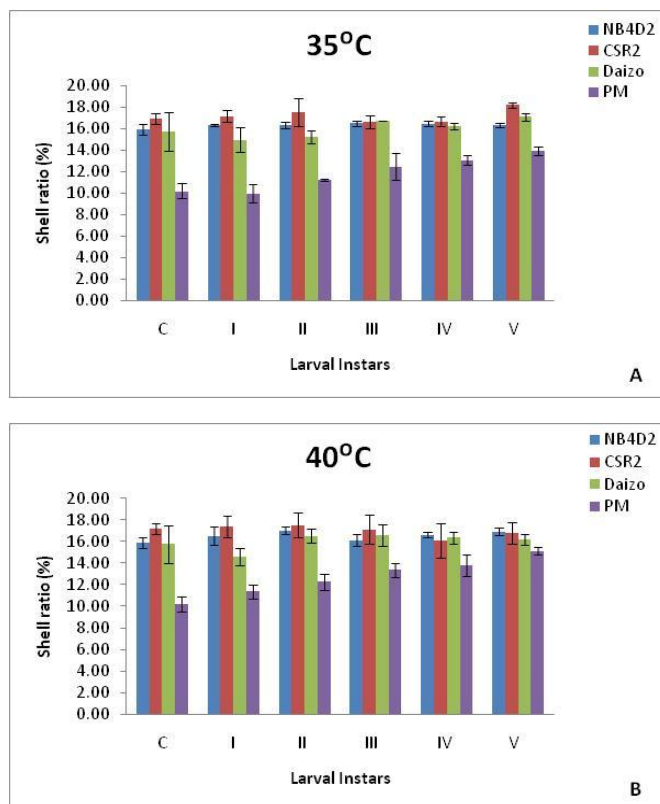 35°C
NB4D2
CSR2
Daizo
PM
Shell ratio (%)
20.00
18.00
16.00
14.00
12.00
10.00
8.00
6.00
4.00
2.00
0.00
C I II III IV V
Larval Instars
A
40°C
NB4D2
CSR2
Daizo
PM
Shell ratio (%)
20.00
18.00
16.00
14.00
12.00
10.00
8.00
6.00
4.00
2.00
0.00
C I II III IV V
Larval Instars
B